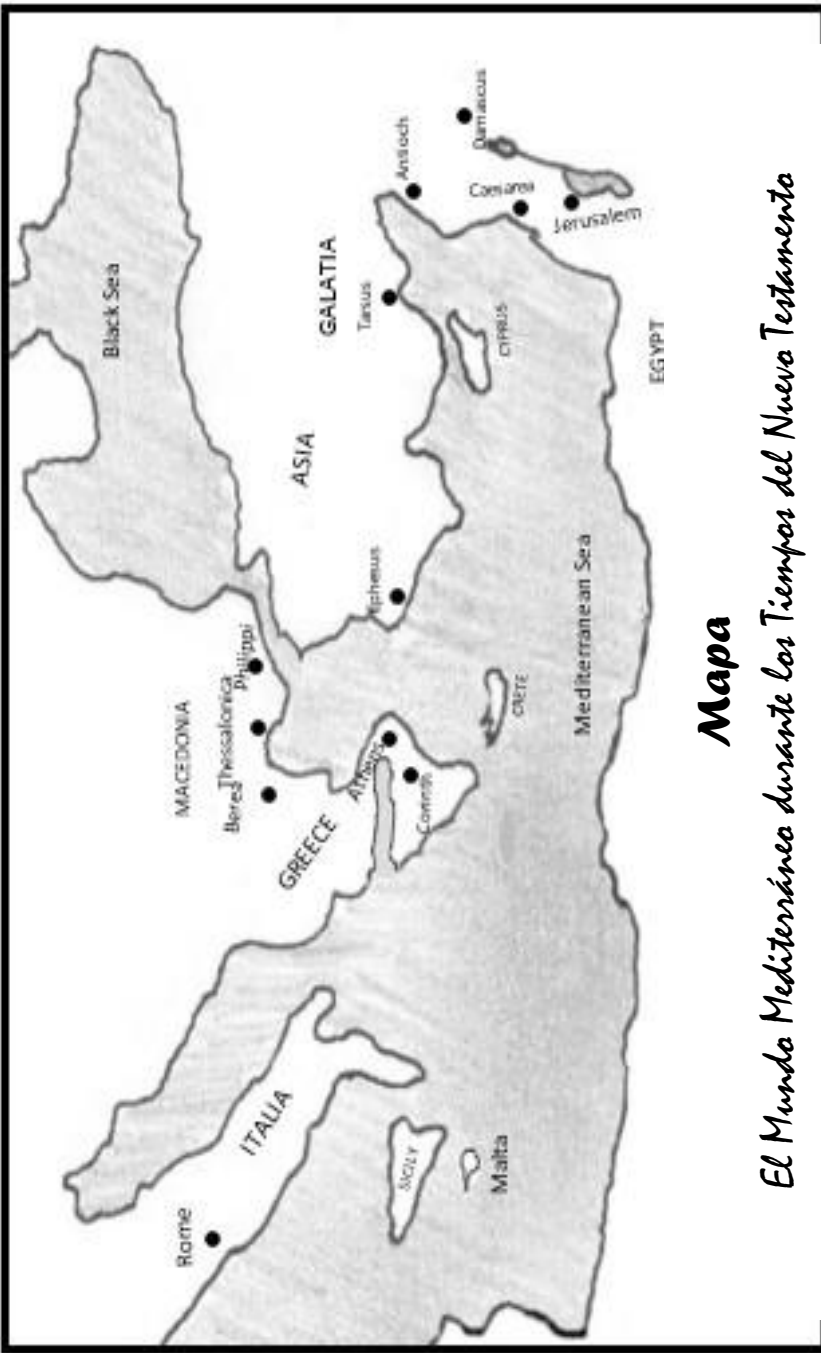 Black Sea
MACEDONIA
Philippi
Thessalonica
Berea
GREECE
Athens
Corinth
ITALIA
Rome
SICILY
Malta
CRETE
Mediterranean Sea
ASIA
Ephesus
GALATIA
Tarsus
Antioch
CYPRUS
Damascus
Caesarea
Jerusalem
EGYPT
Mapa
El Mundo Mediterráneo durante los Tiempos del Nuevo Testamento